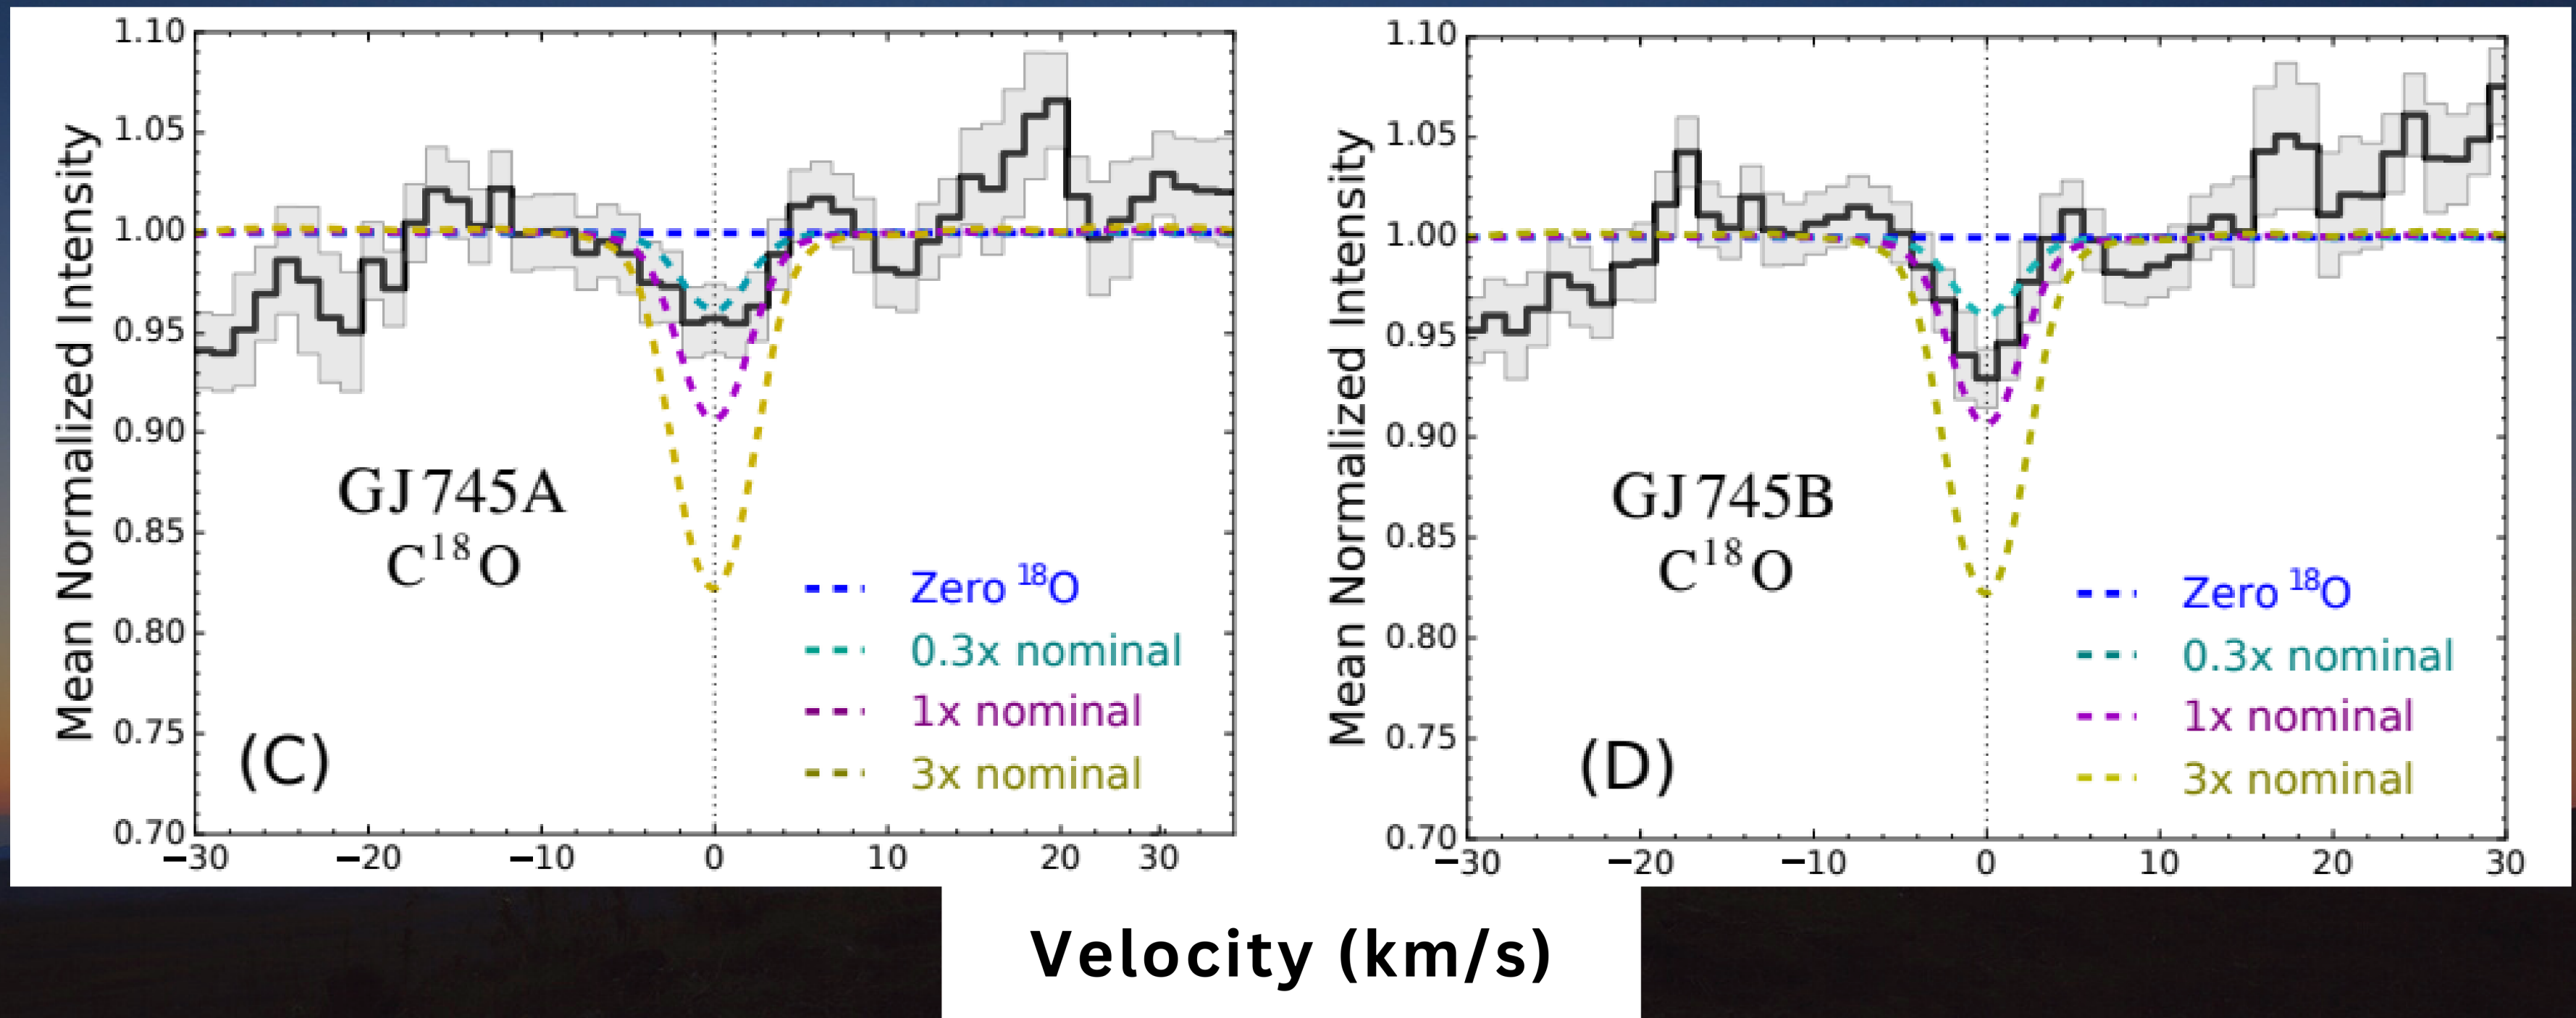 1.10
1.05
1.00
0.95
0.90
0.85
0.80
0.75
0.70
Mean Normalized Intensity
GJ 745A
C¹⁸O
(C)
Zero ¹⁸O
0.3x nominal
1x nominal
3x nominal
−30 −20 −10 0 10 20 30
1.10
1.05
1.00
0.95
0.90
0.85
0.80
0.75
0.70
Mean Normalized Intensity
GJ 745B
C¹⁸O
(D)
Zero ¹⁸O
0.3x nominal
1x nominal
3x nominal
−30 −20 −10 0 10 20 30
Velocity (km/s)